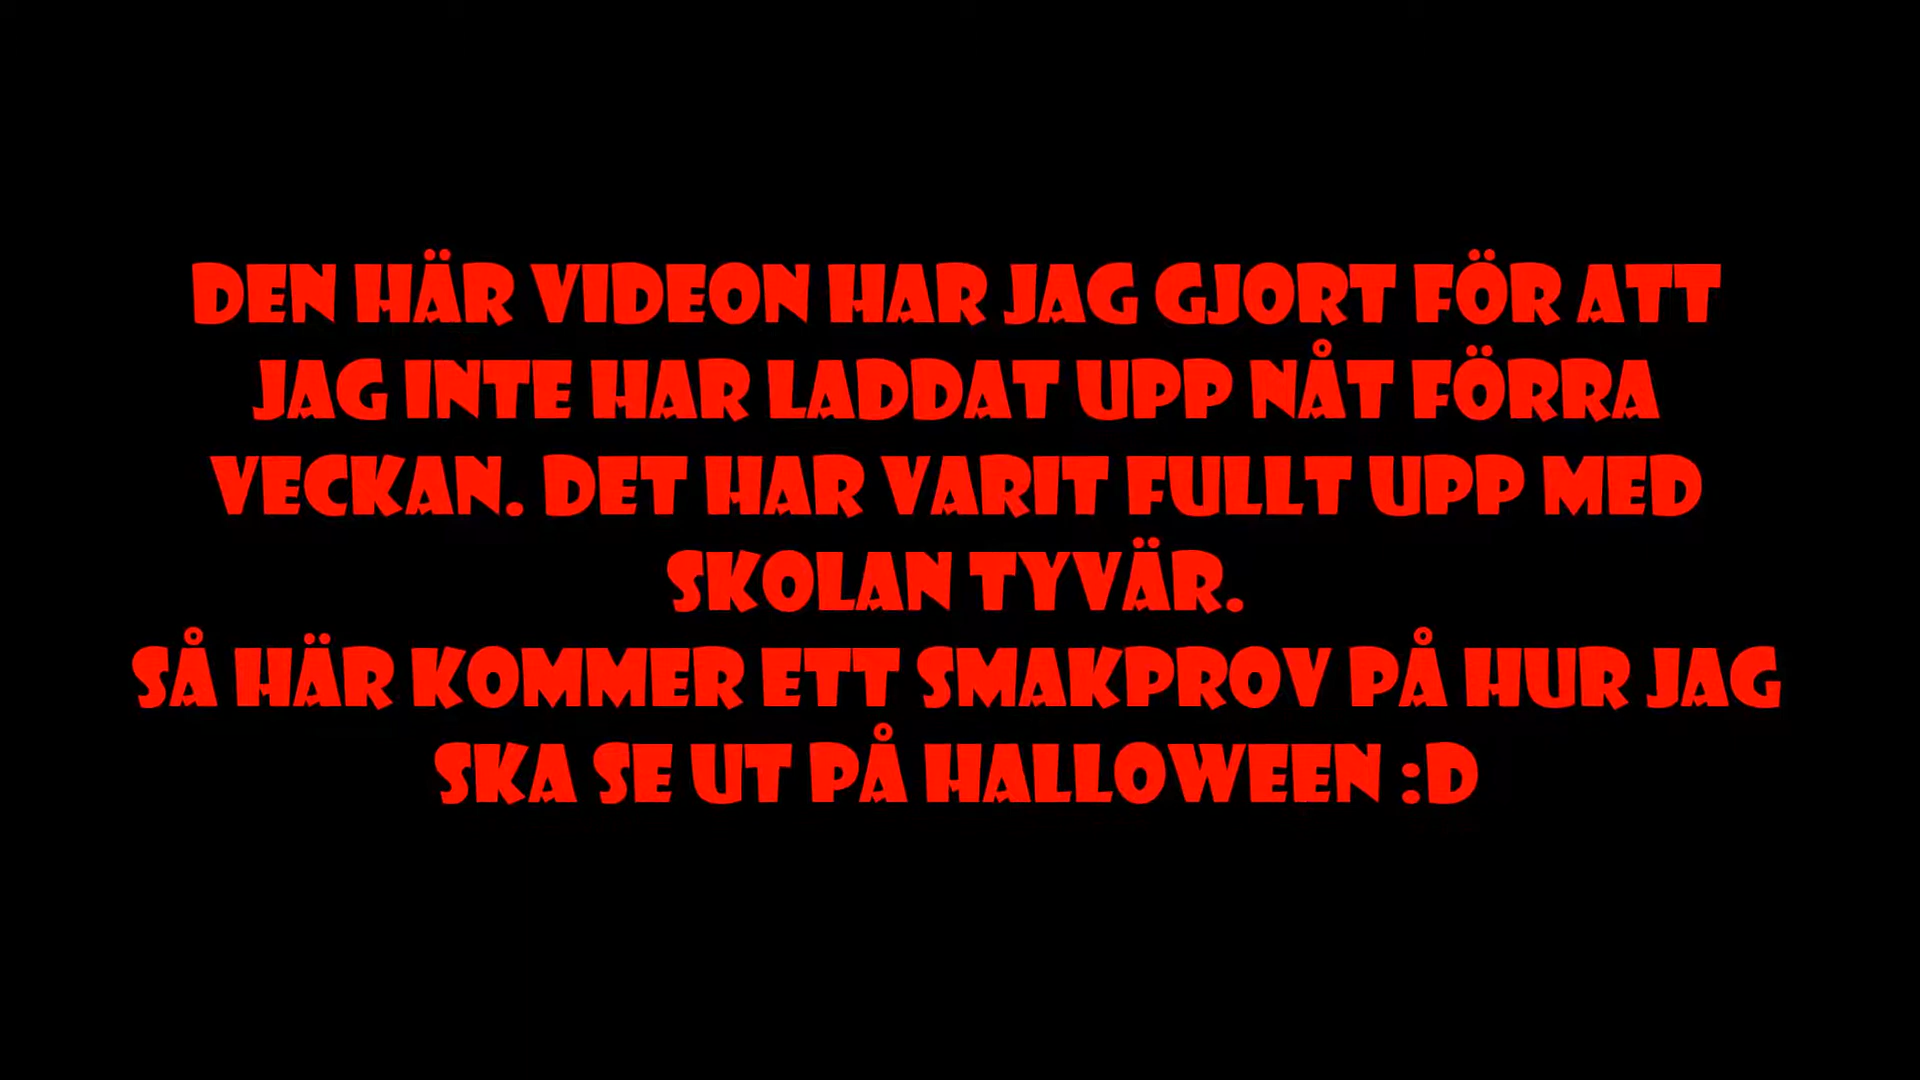 DEN HÄR VIDEON HAR JAG GJORT FÖR ATT
JAG INTE HAR LADDAT UPP NÅT FÖRRA
VECKAN. DET HAR VARIT FULLT UPP MED
SKOLAN TYVÄR.
SÅ HÄR KOMMER ETT SMAKPROV PÅ HUR JAG
SKA SE UT PÅ HALLOWEEN :D